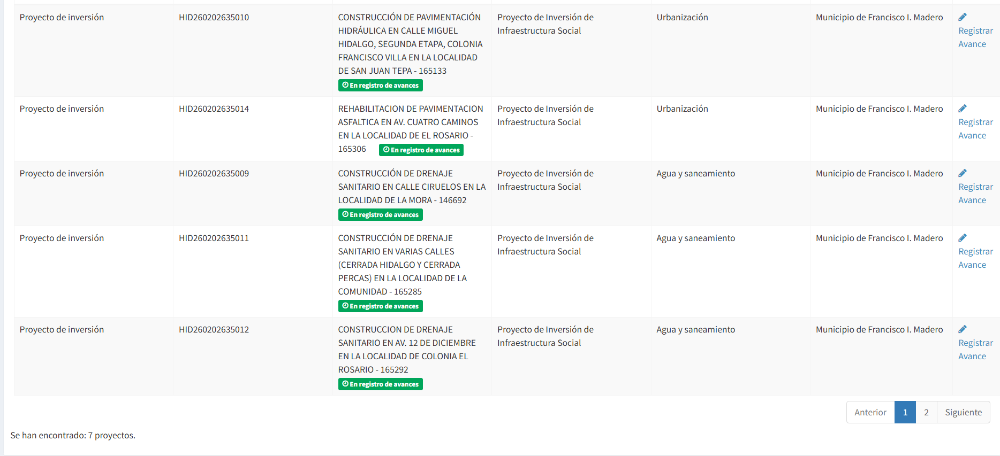 Proyecto de inversión HID260202635010 CONSTRUCCIÓN DE PAVIMENTACIÓN Proyecto de Inversión de Urbanización Municipio de Francisco I. Madero
HIDRÁULICA EN CALLE MIGUEL Infraestructura Social Registrar
HIDALGO, SEGUNDA ETAPA, COLONIA Avance
FRANCISCO VILLA EN LA LOCALIDAD
DE SAN JUAN TEPA - 165133
En registro de avances
Proyecto de inversión HID260202635014 REHABILITACION DE PAVIMENTACION Proyecto de Inversión de Urbanización Municipio de Francisco I. Madero
ASFALTICA EN AV. CUATRO CAMINOS Infraestructura Social Registrar
EN LA LOCALIDAD DE EL ROSARIO - Avance
165306 En registro de avances
Proyecto de inversión HID260202635009 CONSTRUCCIÓN DE DRENAJE Proyecto de Inversión de Agua y saneamiento Municipio de Francisco I. Madero
SANITARIO EN CALLE CIRUELOS EN LA Infraestructura Social Registrar
LOCALIDAD DE LA MORA - 146692 Avance
En registro de avances
Proyecto de inversión HID260202635011 CONSTRUCCIÓN DE DRENAJE Proyecto de Inversión de Agua y saneamiento Municipio de Francisco I. Madero
SANITARIO EN VARIAS CALLES Infraestructura Social Registrar
(CERRADA HIDALGO Y CERRADA Avance
PERCAS) EN LA LOCALIDAD DE LA
COMUNIDAD - 165285
En registro de avances
Proyecto de inversión HID260202635012 CONSTRUCCION DE DRENAJE Proyecto de Inversión de Agua y saneamiento Municipio de Francisco I. Madero
SANITARIO EN AV. 12 DE DICIEMBRE Infraestructura Social Registrar
EN LA LOCALIDAD DE COLONIA EL Avance
ROSARIO - 165292
En registro de avances
Anterior 1 2 Siguiente
Se han encontrado: 7 proyectos.